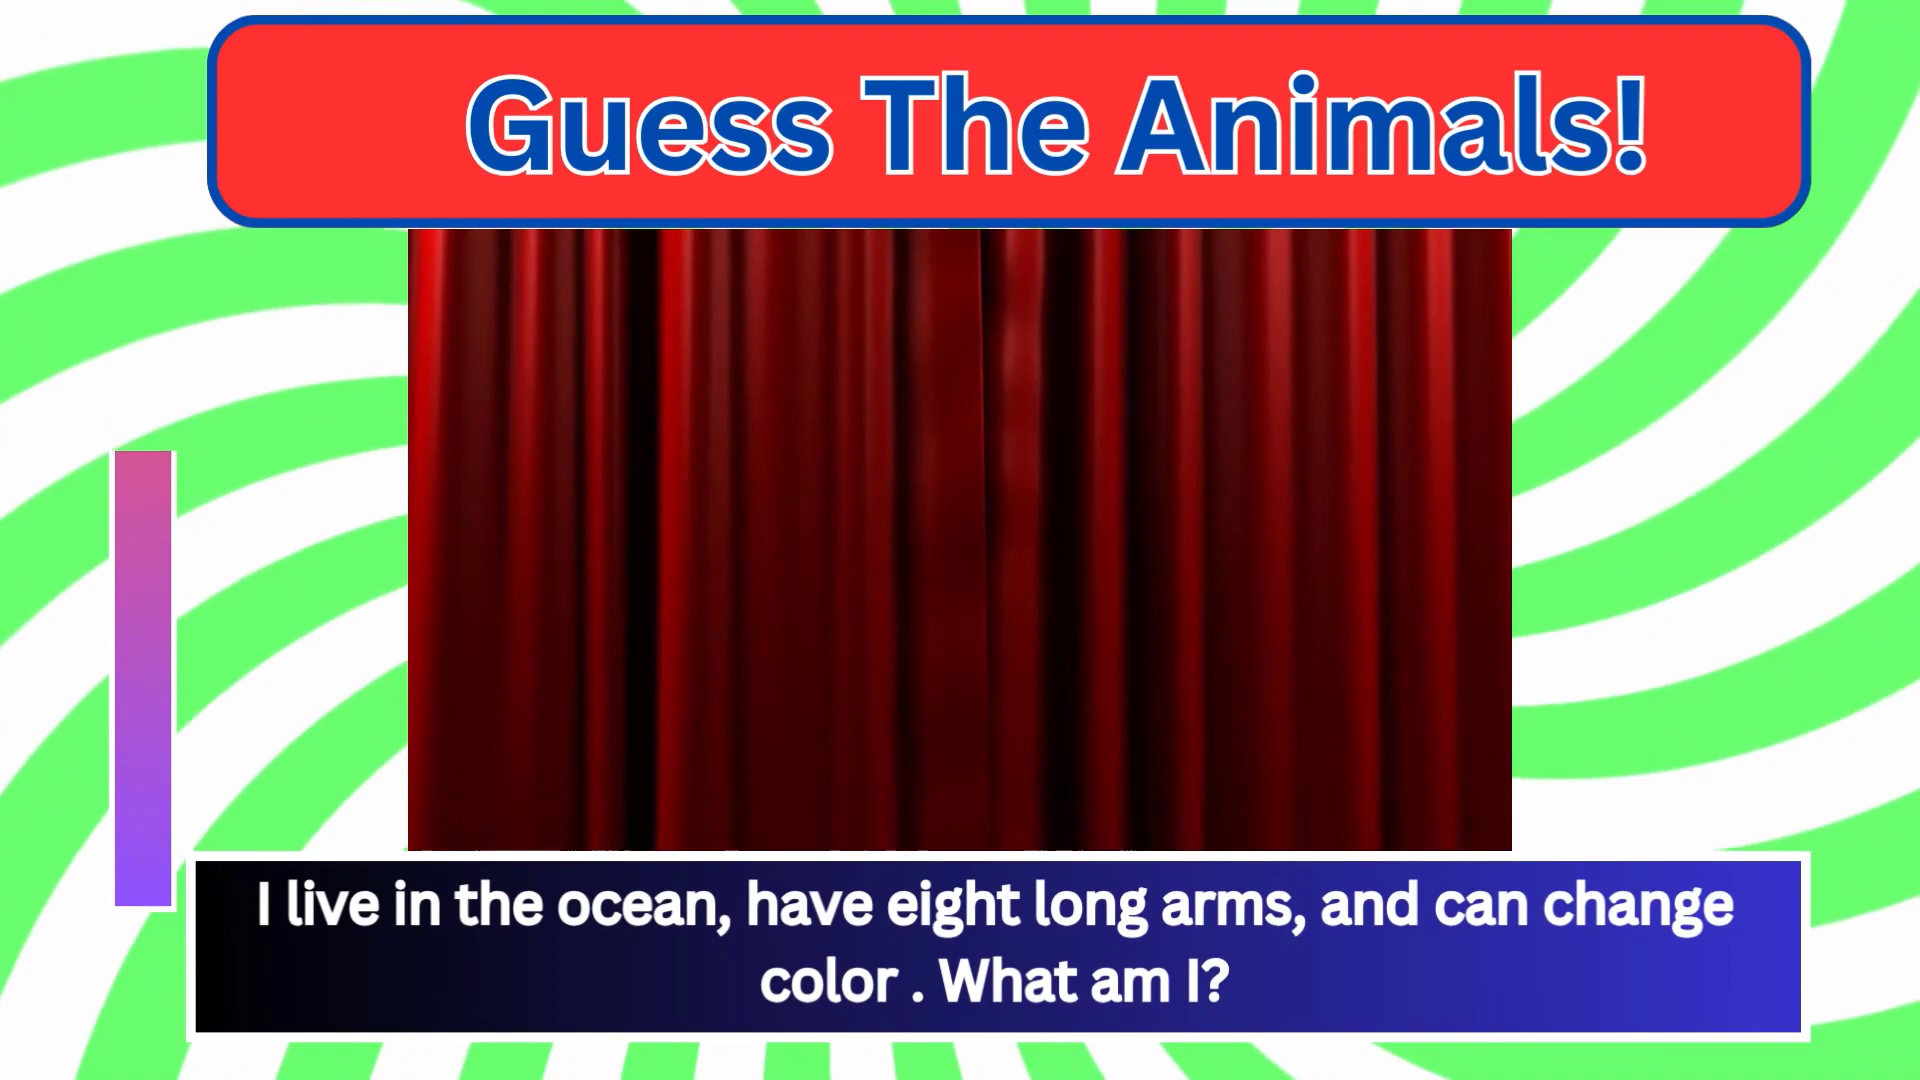 Guess The Animals!
I live in the ocean, have eight long arms, and can change
color . What am I?